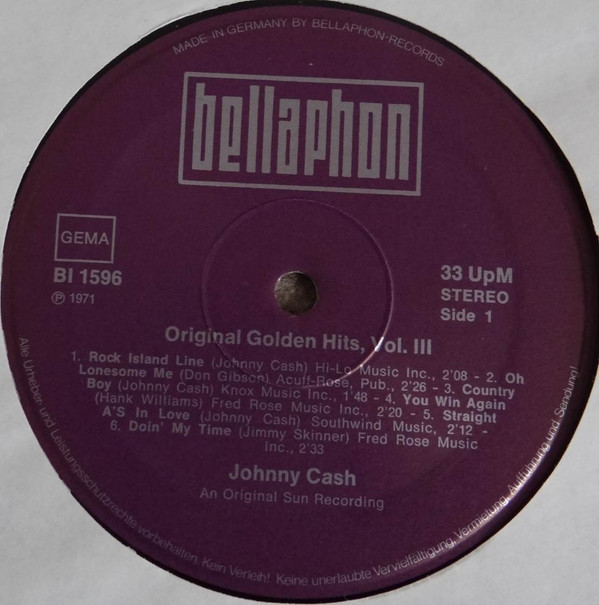 MADE IN GERMANY BY BELLAPHON-RECORDS
bellaphon
GEMA
BI 1596
℗ 1971
33 UpM
STEREO
Side 1
Original Golden Hits, Vol. III
1. Rock Island Line (Johnny Cash) Hi-Lo Music Inc., 2'08 - 2. Oh
Lonesome Me (Don Gibson) Acuff-Rose, Pub., 2'26 - 3. Country
Boy (Johnny Cash) Knox Music Inc., 1'48 - 4. You Win Again
(Hank Williams) Fred Rose Music Inc., 2'20 - 5. Straight
A'S In Love (Johnny Cash) Southwind Music, 2'12 -
6. Doin' My Time (Jimmy Skinner) Fred Rose Music
Inc., 2'33
Johnny Cash
An Original Sun Recording
Alle Urheber-und Leistungsschutzrechte vorbehalten. Kein Verleih! Keine unerlaubte Vervielfältigung, Vermietung, Aufführung und Sendung!